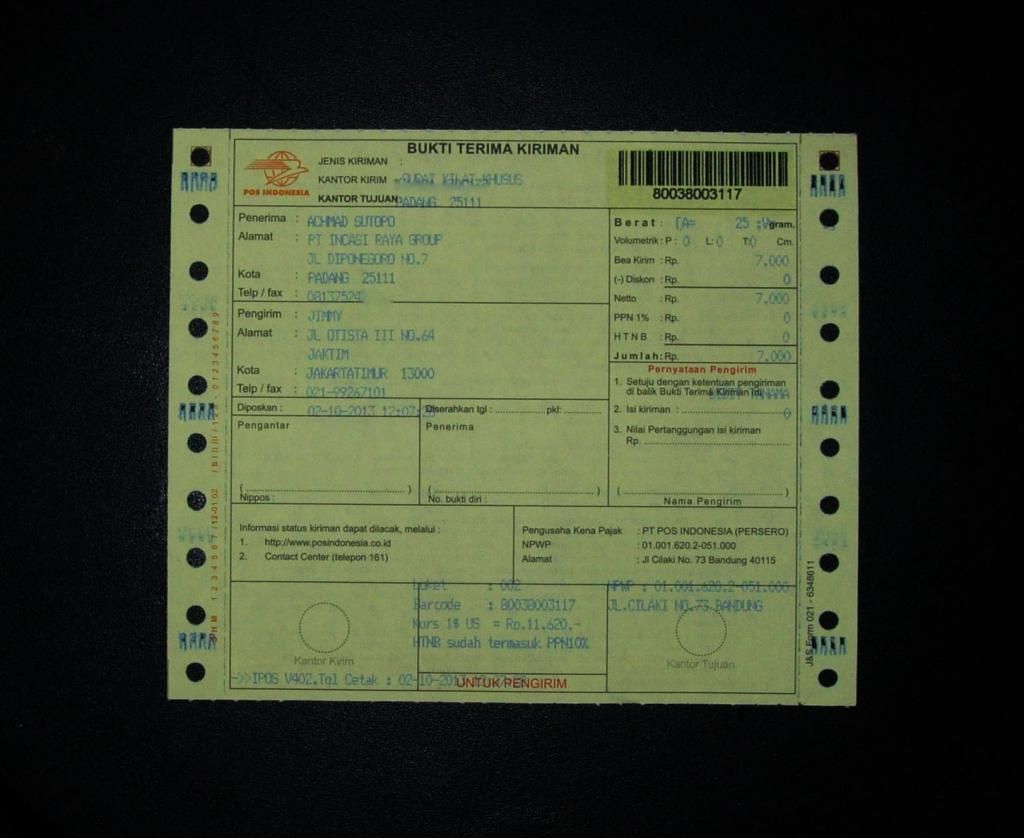 BUKTI TERIMA KIRIMAN
POS INDONESIA
JENIS KIRIMAN :
KANTOR KIRIM SURAT KILAT KHUSUS
KANTOR TUJUAN PADANG 25111
80038003117
Penerima : ACHMAD SUTOPO
Alamat : PT INCASI RAYA GROUP
JL DIPONEGORO NO.7
Kota : PADANG 25111
Telp / fax : 08137524
Pengirim : JIMMY
Alamat : JL OTISTA III NO.64
JAKTIM
Kota : JAKARTATIMUR 13000
Telp / fax : 021-99267101
Berat : 25 gram.
Volumetrik : P : 0 L : 0 T : 0 Cm.
Bea Kirim : Rp. 7.000
(-) Diskon : Rp. 0
Netto : Rp. 7.000
PPN 1% : Rp. 0
HTNB : Rp. 0
Jumlah : Rp. 7.000
Pernyataan Pengirim
1. Setuju dengan ketentuan pengiriman
di balik Bukti Terima Kiriman ini
2. Isi kiriman : 0
3. Nilai Pertanggungan isi kiriman
Rp.
(                    )
Nama Pengirim
Diposkan : 02-10-2013 12:07:
Pengantar
(                    )
Nippos :
Diserahkan tgl : pkl:
Penerima
(                    )
No. bukti diri :
Informasi status kiriman dapat dilacak, melalui :
1. http://www.posindonesia.co.id
2. Contact Center (telepon 161)
Pengusaha Kena Pajak : PT POS INDONESIA (PERSERO)
NPWP : 01.001.620.2-051.000
Alamat : Jl Cilaki No. 73 Bandung 40115
Loket : 002
Barcode : 80038003117
Kurs 1$ US = Rp.11.620,-
HTNB sudah termasuk PPN10%
NPWP : 01.001.620.2-051.000
JL.CILAKI NO.73 BANDUNG
Kantor Kirim
Kantor Tujuan
->>IPOS V402.Tgl Cetak : 02-10-2013
UNTUK PENGIRIM
J&S Form 021 - 6348611